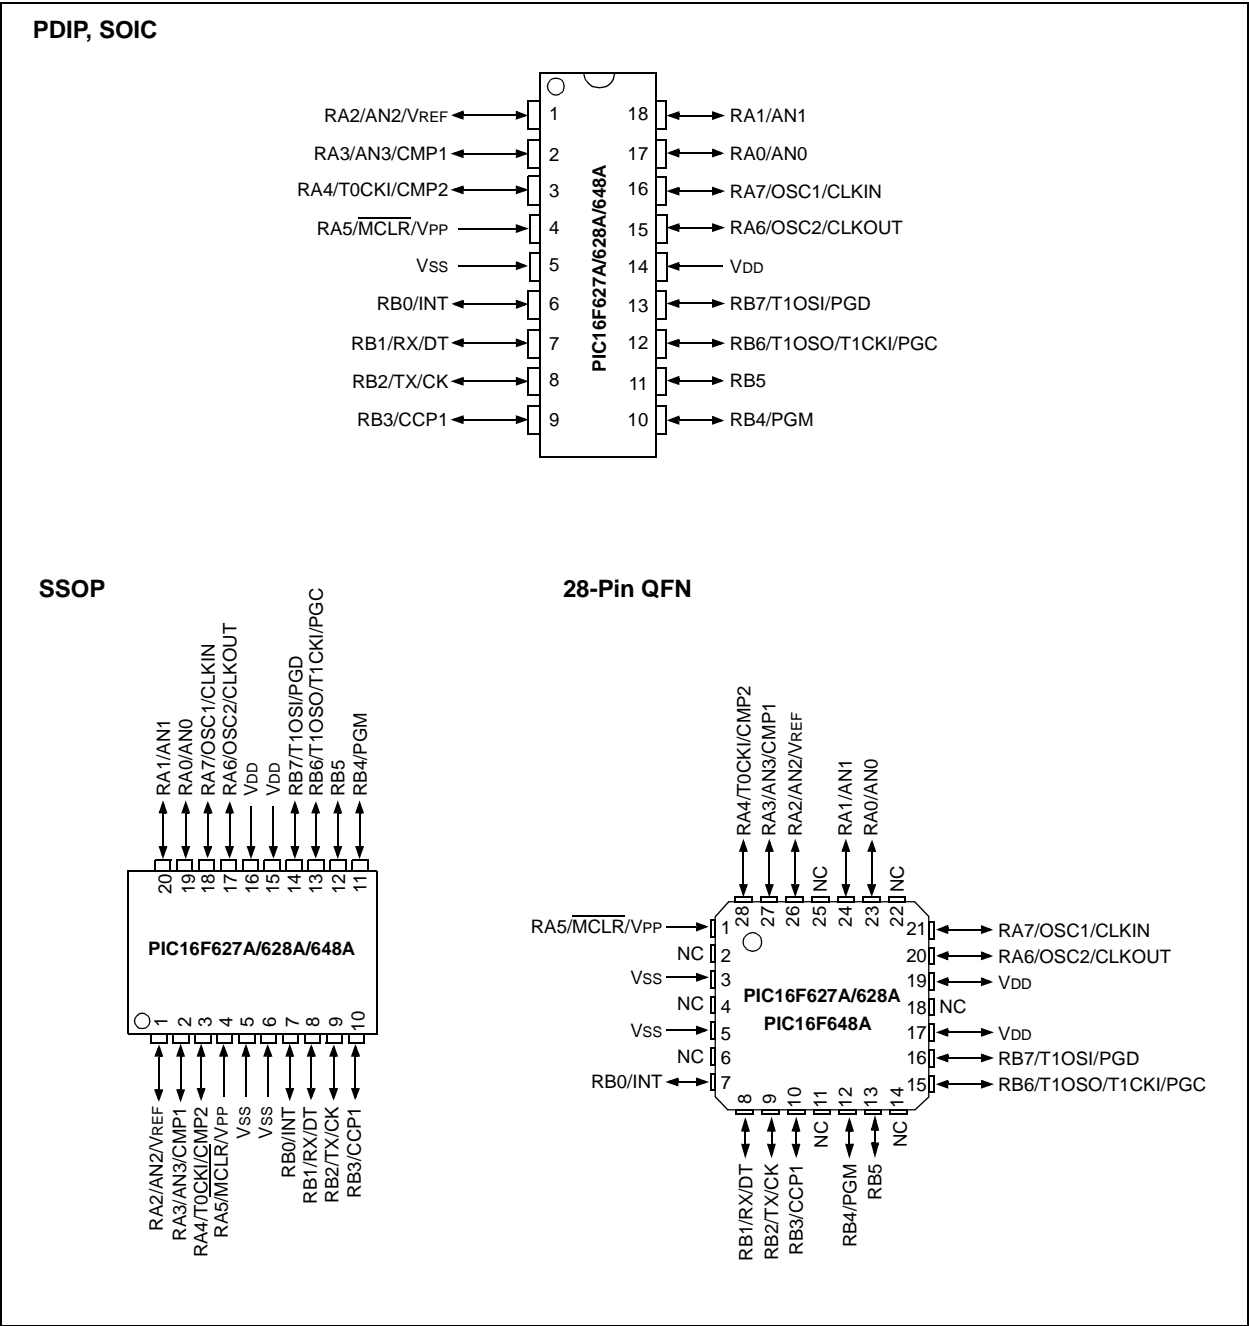 PDIP, SOIC
RA2/AN2/VREF 1 18 RA1/AN1
RA3/AN3/CMP1 2 17 RA0/AN0
RA4/T0CKI/CMP2 3 16 RA7/OSC1/CLKIN
RA5/MCLR/VPP 4 15 RA6/OSC2/CLKOUT
VSS 5 14 VDD
RB0/INT 6 13 RB7/T1OSI/PGD
RB1/RX/DT 7 12 RB6/T1OSO/T1CKI/PGC
RB2/TX/CK 8 11 RB5
RB3/CCP1 9 10 RB4/PGM
PIC16F627A/628A/648A
SSOP
RA1/AN1
RA0/AN0
RA7/OSC1/CLKIN
RA6/OSC2/CLKOUT
VDD
VDD
RB7/T1OSI/PGD
RB6/T1OSO/T1CKI/PGC
RB5
RB4/PGM
20 19 18 17 16 15 14 13 12 11
PIC16F627A/628A/648A
1 2 3 4 5 6 7 8 9 10
RA2/AN2/VREF
RA3/AN3/CMP1
RA4/T0CKI/CMP2
RA5/MCLR/VPP
VSS
VSS
RB0/INT
RB1/RX/DT
RB2/TX/CK
RB3/CCP1
28-Pin QFN
RA4/T0CKI/CMP2
RA3/AN3/CMP1
RA2/AN2/VREF
NC
RA1/AN1
RA0/AN0
NC
28 27 26 25 24 23 22
RA5/MCLR/VPP 1 21 RA7/OSC1/CLKIN
NC 2 20 RA6/OSC2/CLKOUT
VSS 3 19 VDD
NC 4 18 NC
VSS 5 17 VDD
NC 6 16 RB7/T1OSI/PGD
RB0/INT 7 15 RB6/T1OSO/T1CKI/PGC
PIC16F627A/628A
PIC16F648A
8 9 10 11 12 13 14
RB1/RX/DT
RB2/TX/CK
RB3/CCP1
NC
RB4/PGM
RB5
NC